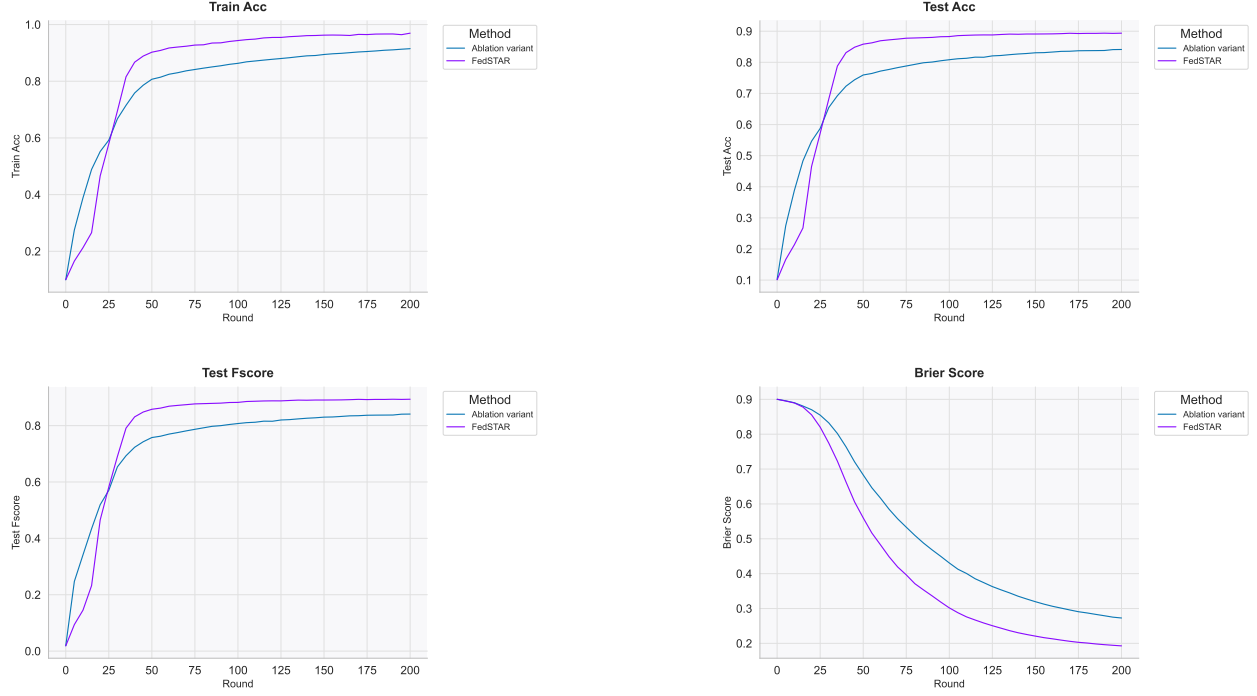 Train Acc
1.0
0.8
0.6
0.4
0.2
Train Acc
0 25 50 75 100 125 150 175 200
Round
Method
Ablation variant
FedSTAR
Test Acc
0.9
0.8
0.7
0.6
0.5
0.4
0.3
0.2
0.1
Test Acc
0 25 50 75 100 125 150 175 200
Round
Method
Ablation variant
FedSTAR
Test Fscore
0.8
0.6
0.4
0.2
0.0
Test Fscore
0 25 50 75 100 125 150 175 200
Round
Method
Ablation variant
FedSTAR
Brier Score
0.9
0.8
0.7
0.6
0.5
0.4
0.3
0.2
Brier Score
0 25 50 75 100 125 150 175 200
Round
Method
Ablation variant
FedSTAR